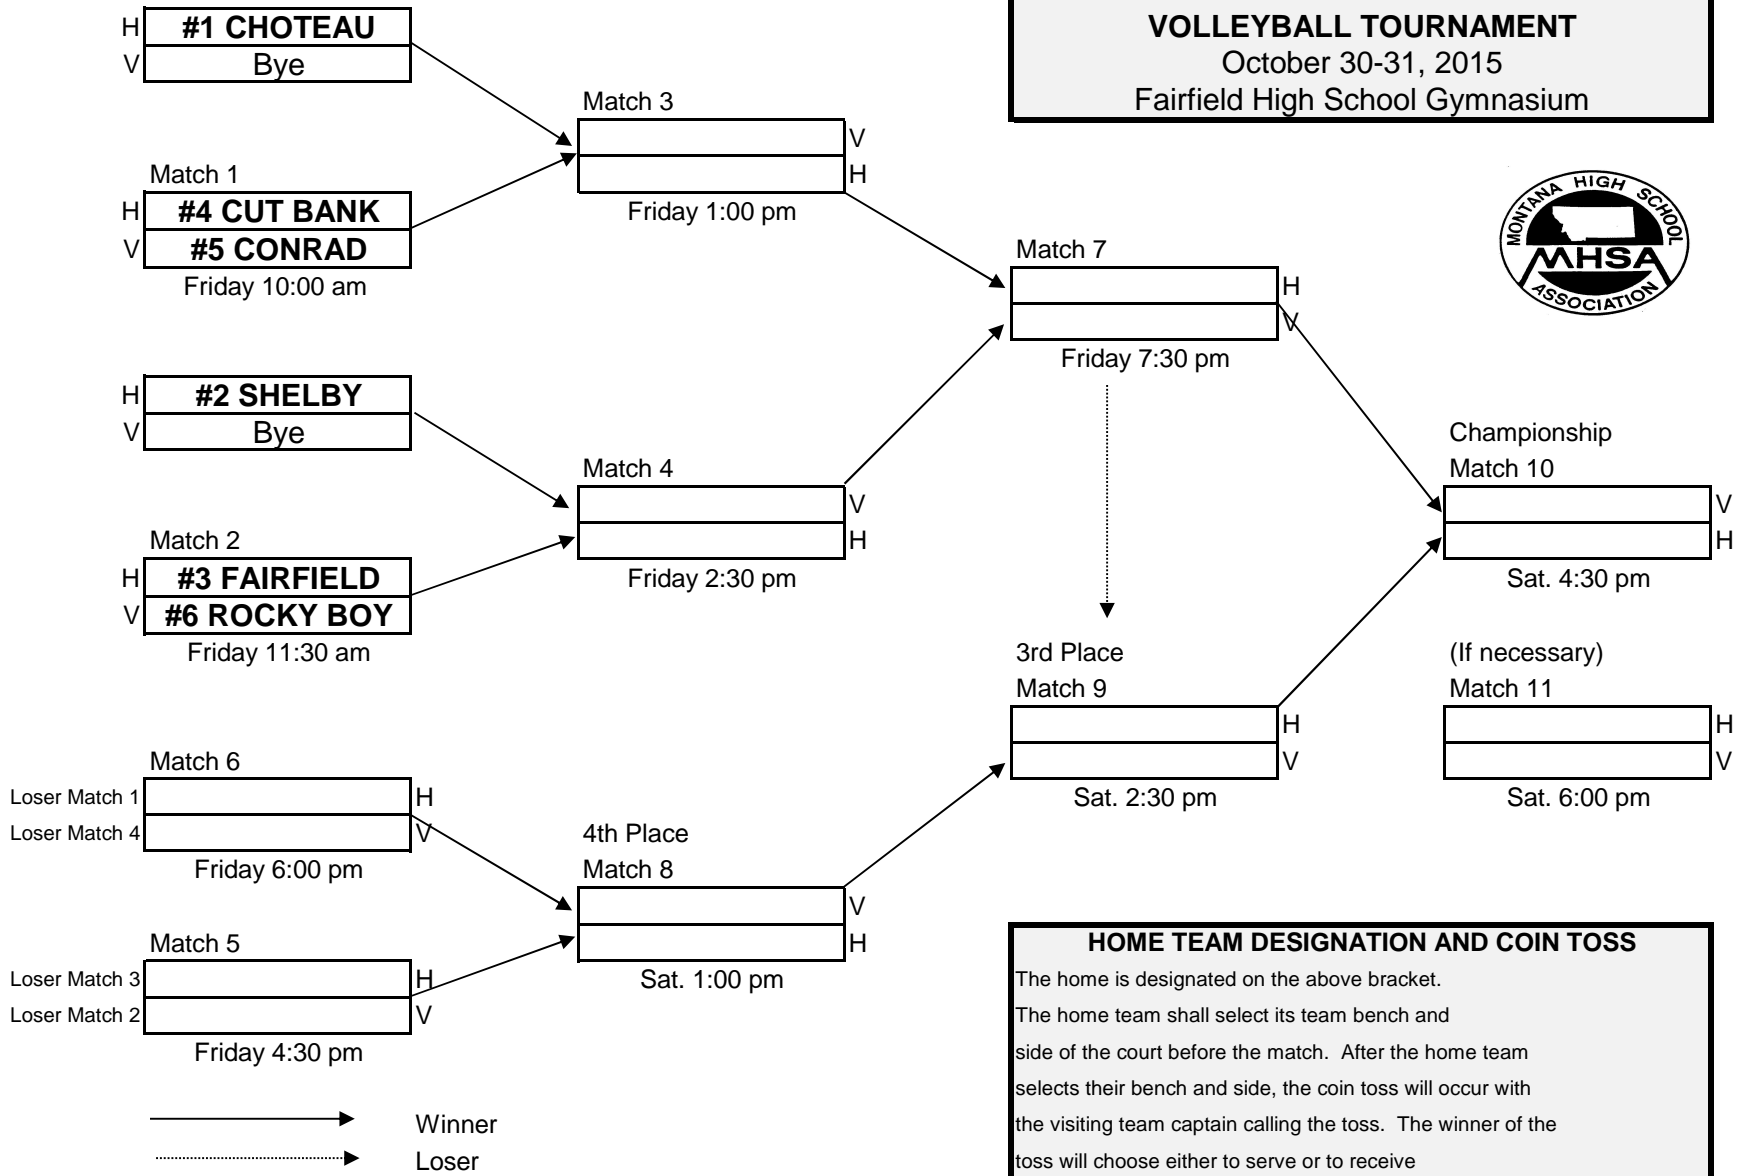 H #1 CHOTEAU
V Bye
VOLLEYBALL TOURNAMENT
October 30-31, 2015
Fairfield High School Gymnasium
Match 3
V
H
Friday 1:00 pm
Match 1
H #4 CUT BANK
V #5 CONRAD
Friday 10:00 am
MONTANA HIGH SCHOOL
MHSA
ASSOCIATION
Match 7
H
V
Friday 7:30 pm
H #2 SHELBY
V Bye
Match 4
V
H
Friday 2:30 pm
Championship
Match 10
V
H
Sat. 4:30 pm
Match 2
H #3 FAIRFIELD
V #6 ROCKY BOY
Friday 11:30 am
3rd Place
Match 9
H
V
Sat. 2:30 pm
(If necessary)
Match 11
H
V
Sat. 6:00 pm
Match 6
Loser Match 1 H
Loser Match 4 V
Friday 6:00 pm
4th Place
Match 8
V
H
Sat. 1:00 pm
Match 5
Loser Match 3 H
Loser Match 2 V
Friday 4:30 pm
Winner
Loser
HOME TEAM DESIGNATION AND COIN TOSS
The home is designated on the above bracket.
The home team shall select its team bench and
side of the court before the match.  After the home team
selects their bench and side, the coin toss will occur with
the visiting team captain calling the toss.  The winner of the
toss will choose either to serve or to receive